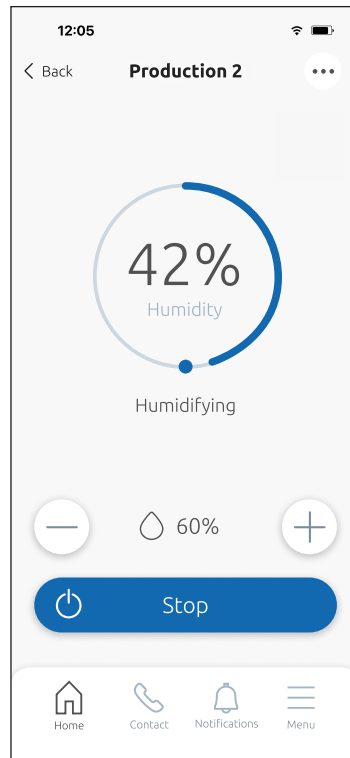 12:05
Back Production 2
42%
Humidity
Humidifying
60%
Stop
Home Contact Notifications Menu